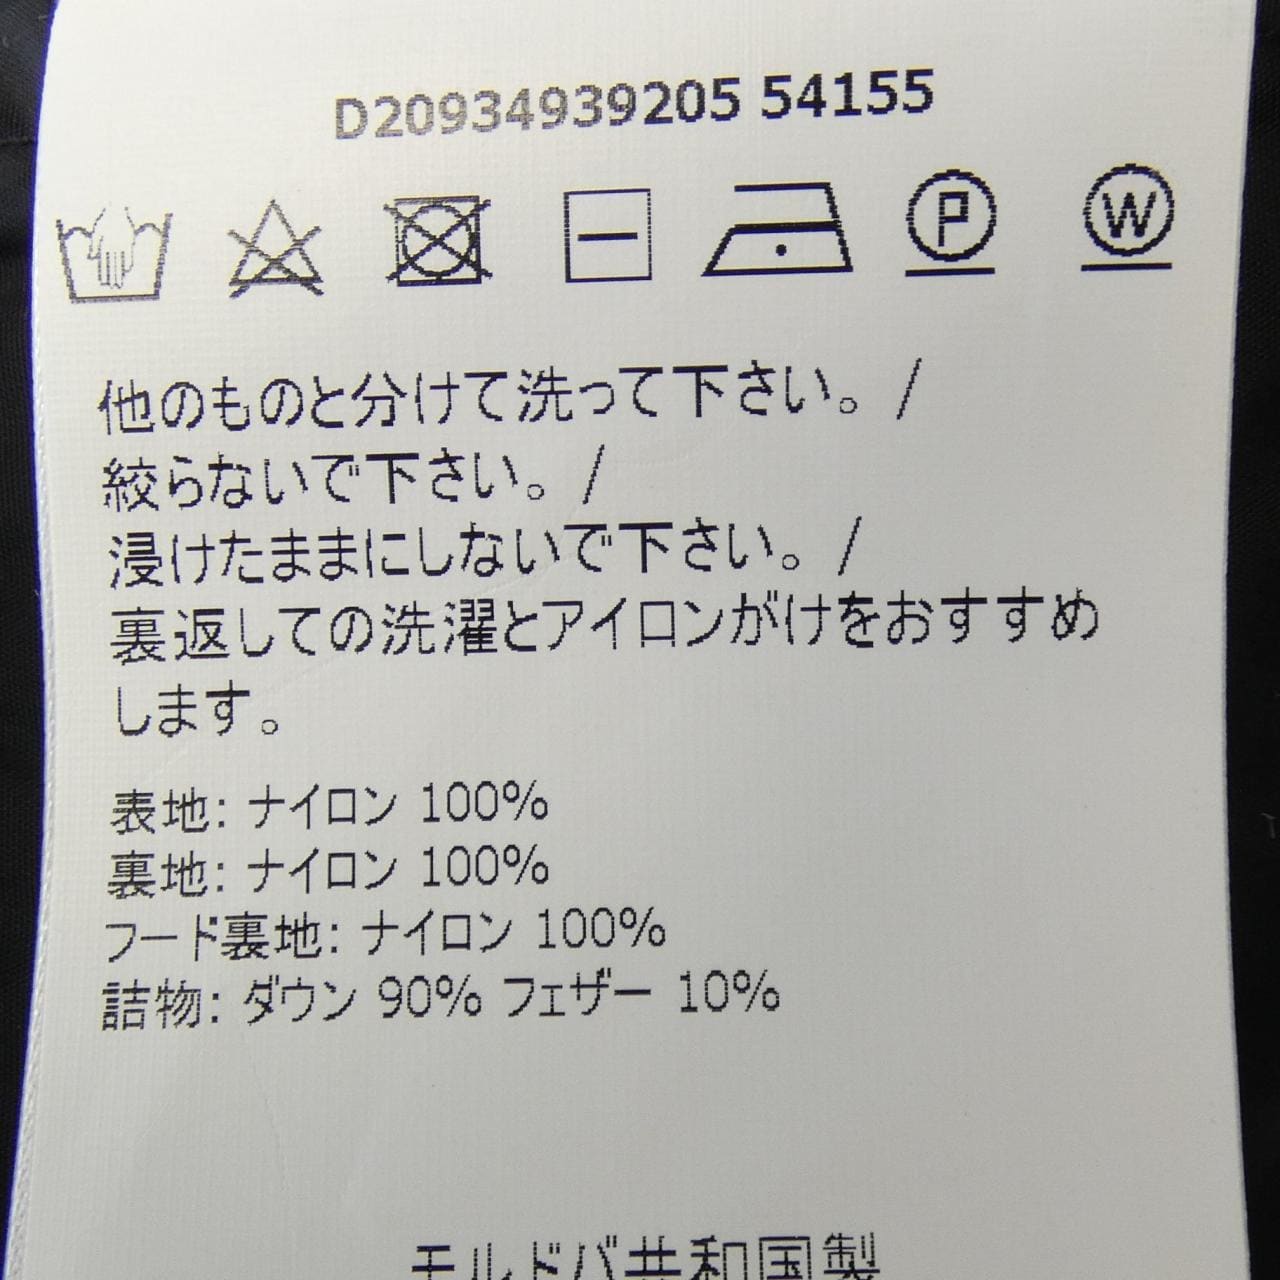 D20934939205 54155
P W
他のものと分けて洗って下さい。/
絞らないで下さい。/
浸けたままにしないで下さい。/
裏返しての洗濯とアイロンがけをおすすめ
します。
表地: ナイロン 100%
裏地: ナイロン 100%
フード裏地: ナイロン 100%
詰物: ダウン 90% フェザー 10%
モルドバ共和国製